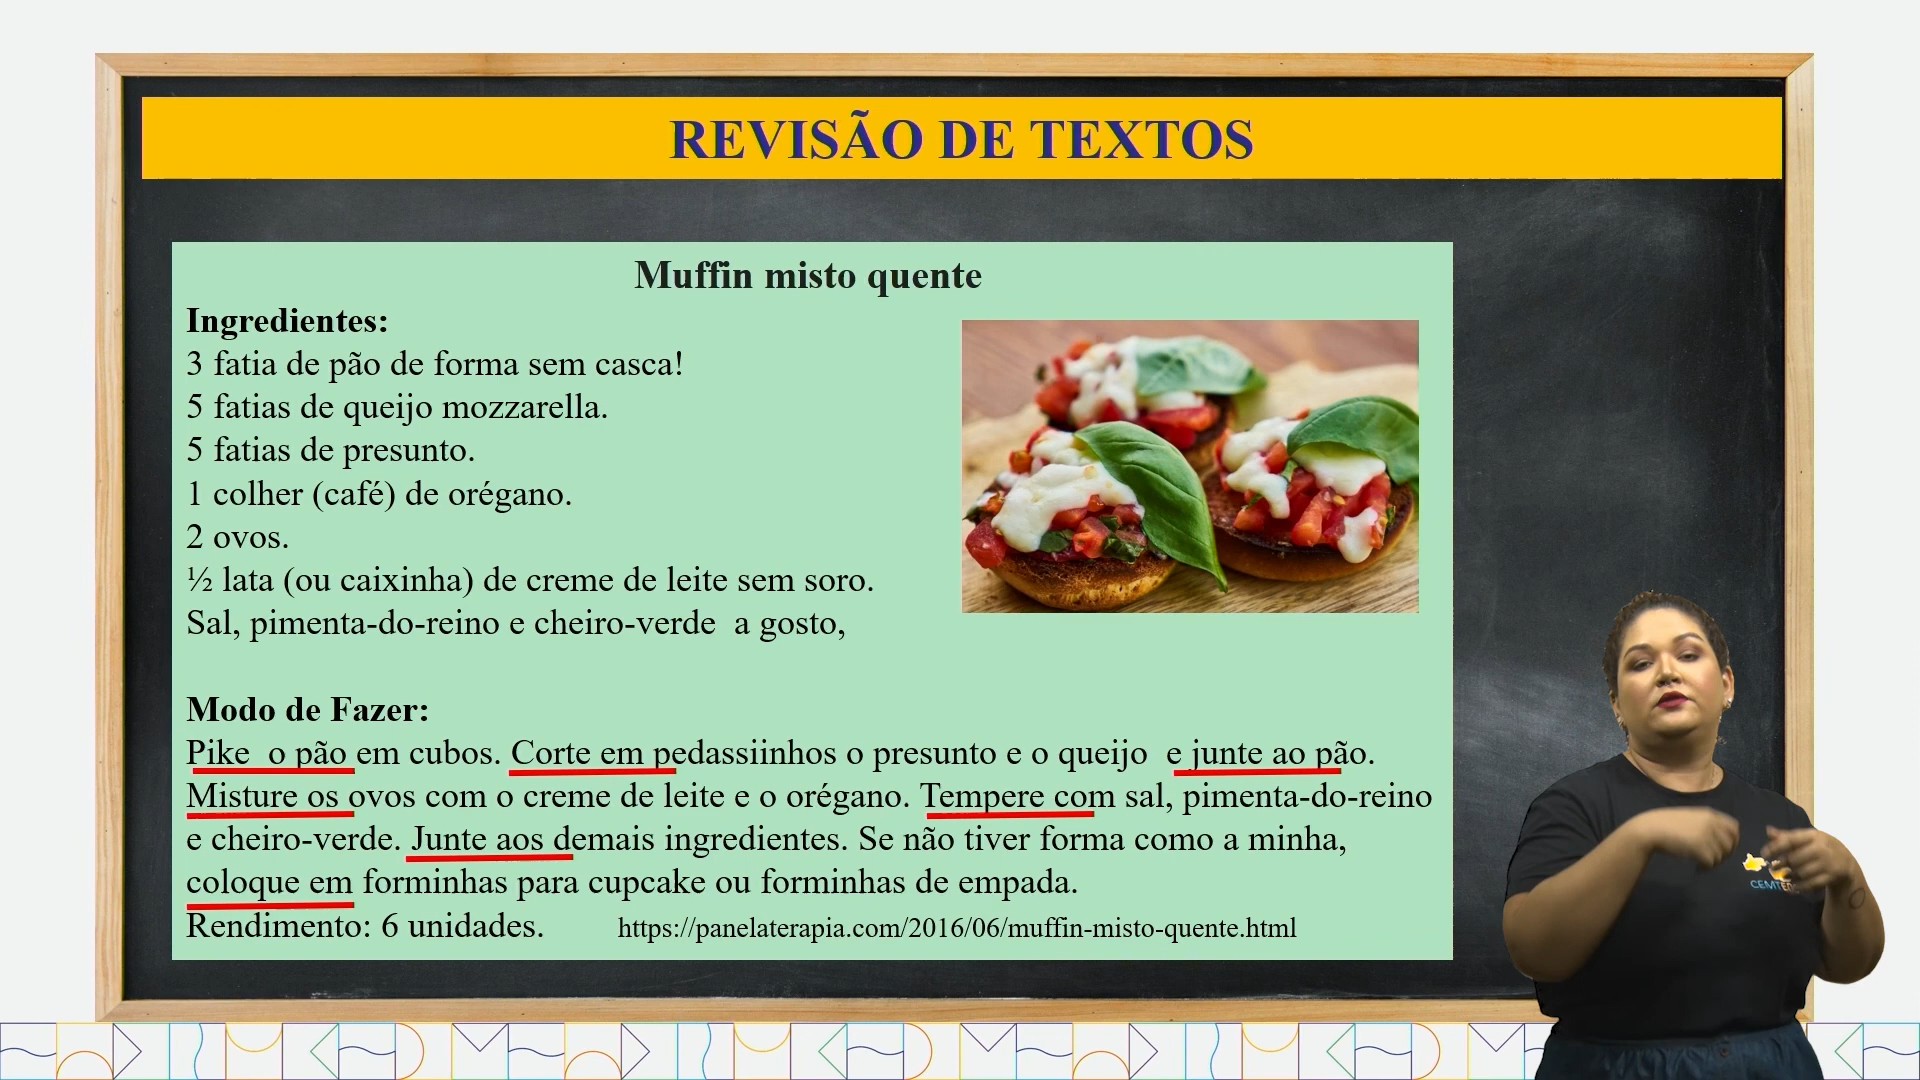 REVISÃO DE TEXTOS
Muffin misto quente
Ingredientes:
3 fatia de pão de forma sem casca!
5 fatias de queijo mozzarella.
5 fatias de presunto.
1 colher (café) de orégano.
2 ovos.
½ lata (ou caixinha) de creme de leite sem soro.
Sal, pimenta-do-reino e cheiro-verde  a gosto,
Modo de Fazer:
Pike  o pão em cubos. Corte em pedassiinhos o presunto e o queijo  e junte ao pão.
Misture os ovos com o creme de leite e o orégano. Tempere com sal, pimenta-do-reino
e cheiro-verde. Junte aos demais ingredientes. Se não tiver forma como a minha,
coloque em forminhas para cupcake ou forminhas de empada.
Rendimento: 6 unidades. https://panelaterapia.com/2016/06/muffin-misto-quente.html